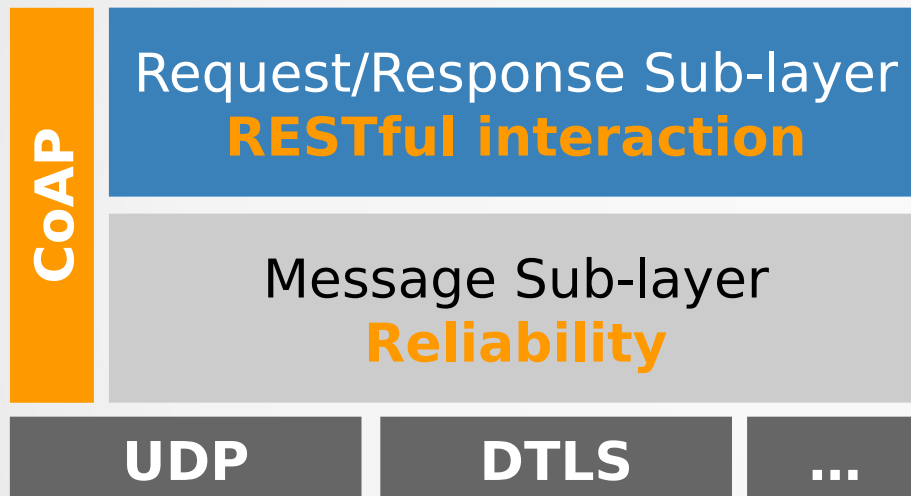 CoAP
Request/Response Sub-layer
RESTful interaction
Message Sub-layer
Reliability
UDP
DTLS
...